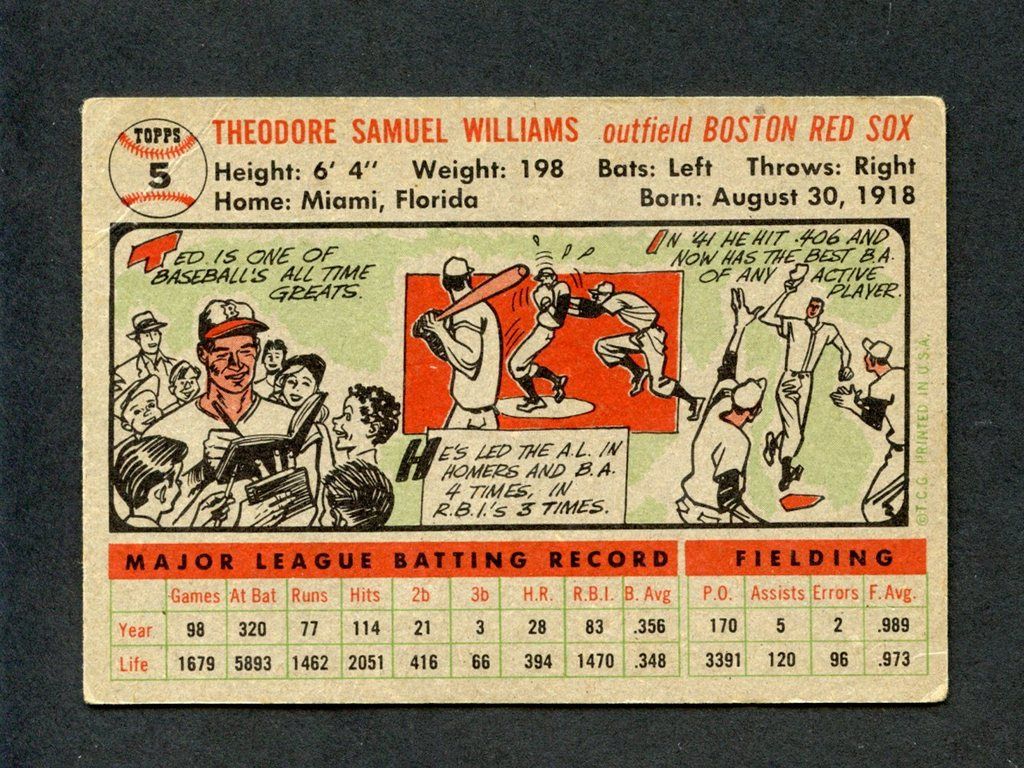 TOPPS
5
THEODORE SAMUEL WILLIAMS outfield BOSTON RED SOX
Height: 6' 4" Weight: 198 Bats: Left Throws: Right
Home: Miami, Florida Born: August 30, 1918
TED IS ONE OF
BASEBALL'S ALL TIME
GREATS.
B
HE'S LED THE A.L. IN
HOMERS AND B.A.
4 TIMES, IN
R.B.I.'S 3 TIMES.
IN '41 HE HIT .406 AND
NOW HAS THE BEST B.A.
OF ANY ACTIVE
PLAYER.
©T.C.G. PRINTED IN U.S.A.
MAJOR LEAGUE BATTING RECORD FIELDING
Games At Bat Runs Hits 2b 3b H.R. R.B.I. B. Avg P.O. Assists Errors F. Avg.
Year 98 320 77 114 21 3 28 83 .356 170 5 2 .989
Life 1679 5893 1462 2051 416 66 394 1470 .348 3391 120 96 .973